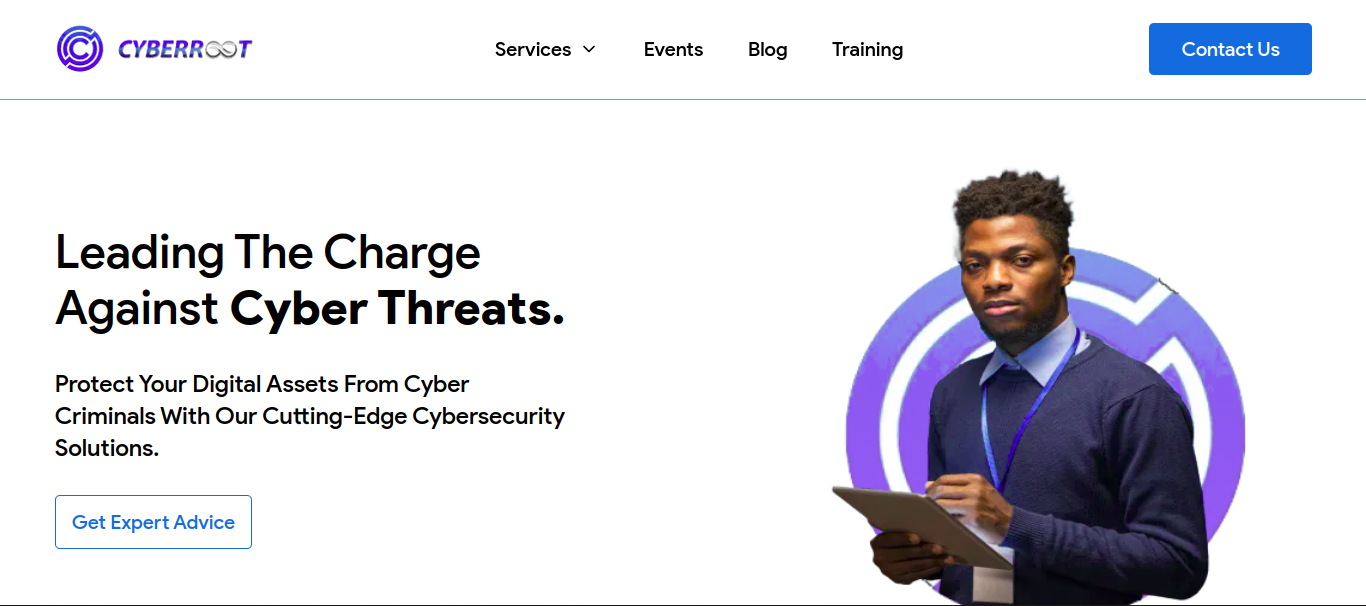 CYBERROOT
Services
Events
Blog
Training
Contact Us
Leading The Charge
Against Cyber Threats.
Protect Your Digital Assets From Cyber
Criminals With Our Cutting-Edge Cybersecurity
Solutions.
Get Expert Advice